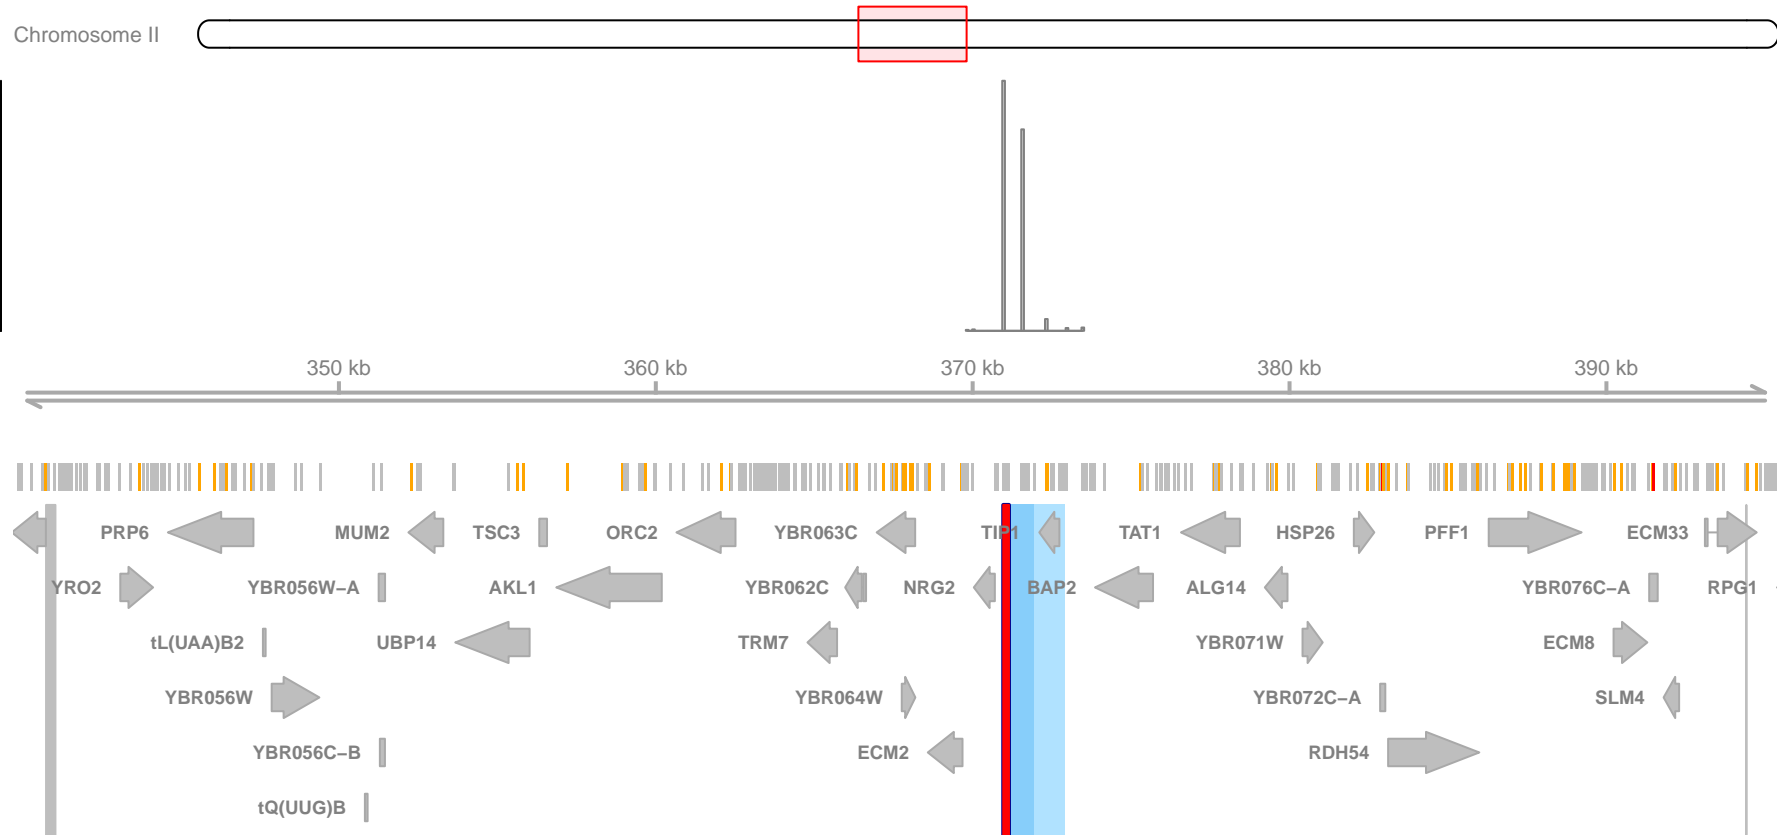 Chromosome II
350 kb 360 kb 370 kb 380 kb 390 kb
PRP6 MUM2 TSC3 ORC2 YBR063C TIP1 TAT1 HSP26 PFF1 ECM33
YRO2 YBR056W−A AKL1 YBR062C NRG2 BAP2 ALG14 YBR076C−A RPG1
tL(UAA)B2 UBP14 TRM7 YBR071W ECM8
YBR056W YBR064W YBR072C−A SLM4
YBR056C−B ECM2 RDH54
tQ(UUG)B